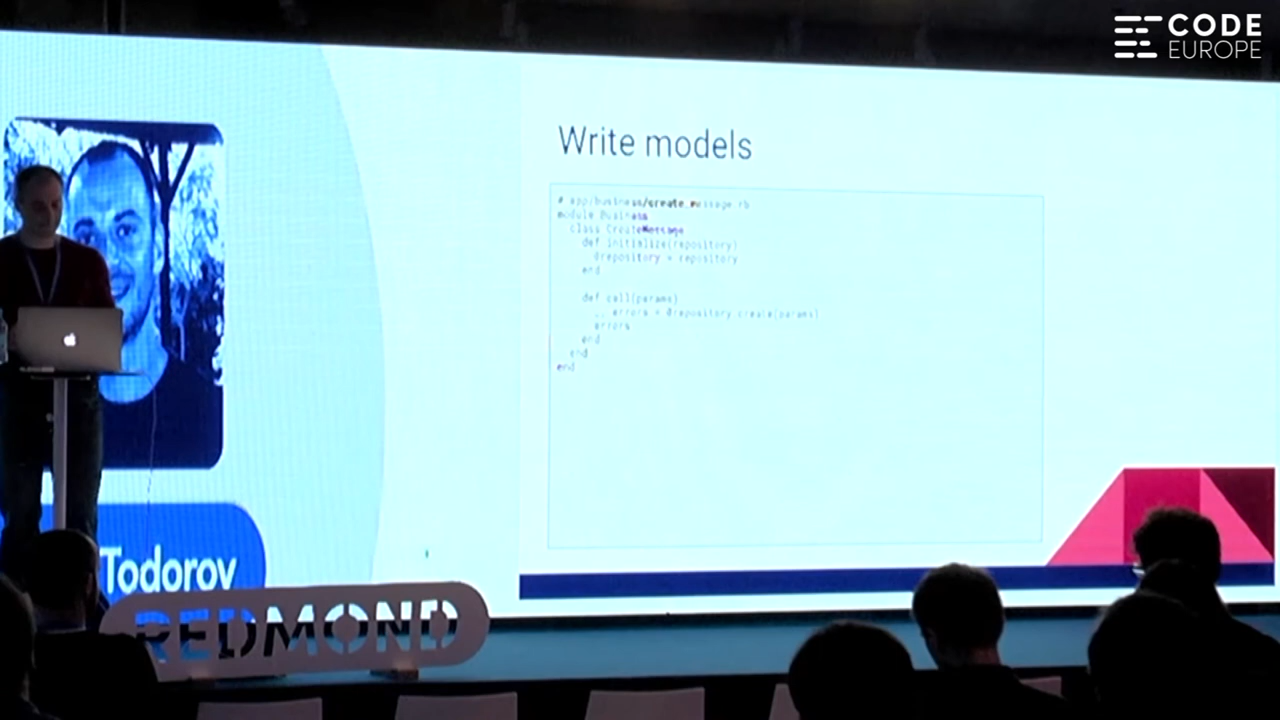 CODE
EUROPE
Write models
# app/business/create_message.rb
module Business
class CreateMessage
def initialize(repository)
@repository = repository
end
def call(params)
_, errors = @repository.create(params)
errors
end
end
end
Todorov
REDMOND